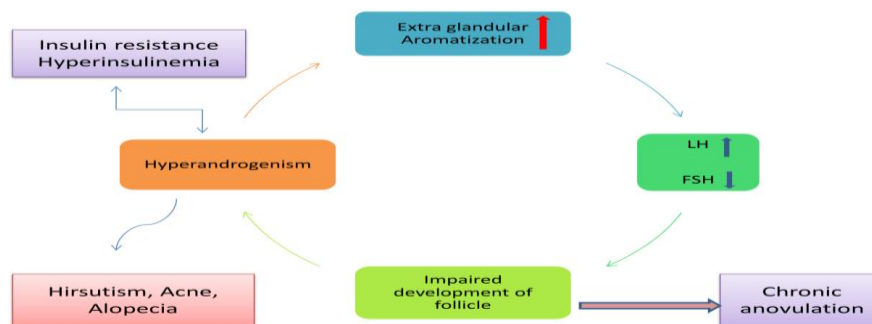 Extra glandular
Aromatization
Insulin resistance
Hyperinsulinemia
Hyperandrogenism
LH
FSH
Hirsutism, Acne,
Alopecia
Impaired
development of
follicle
Chronic
anovulation